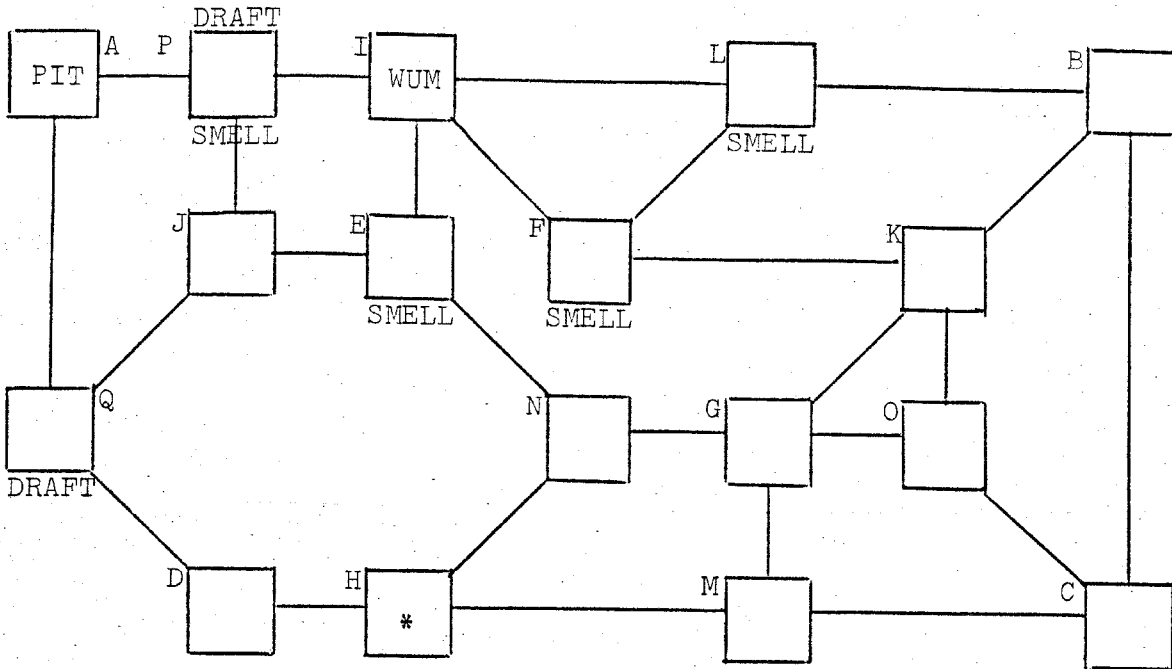 DRAFT
A P I L B
PIT WUM
SMELL SMELL
J E F K
SMELL SMELL
Q N G O
DRAFT
D H M C
*